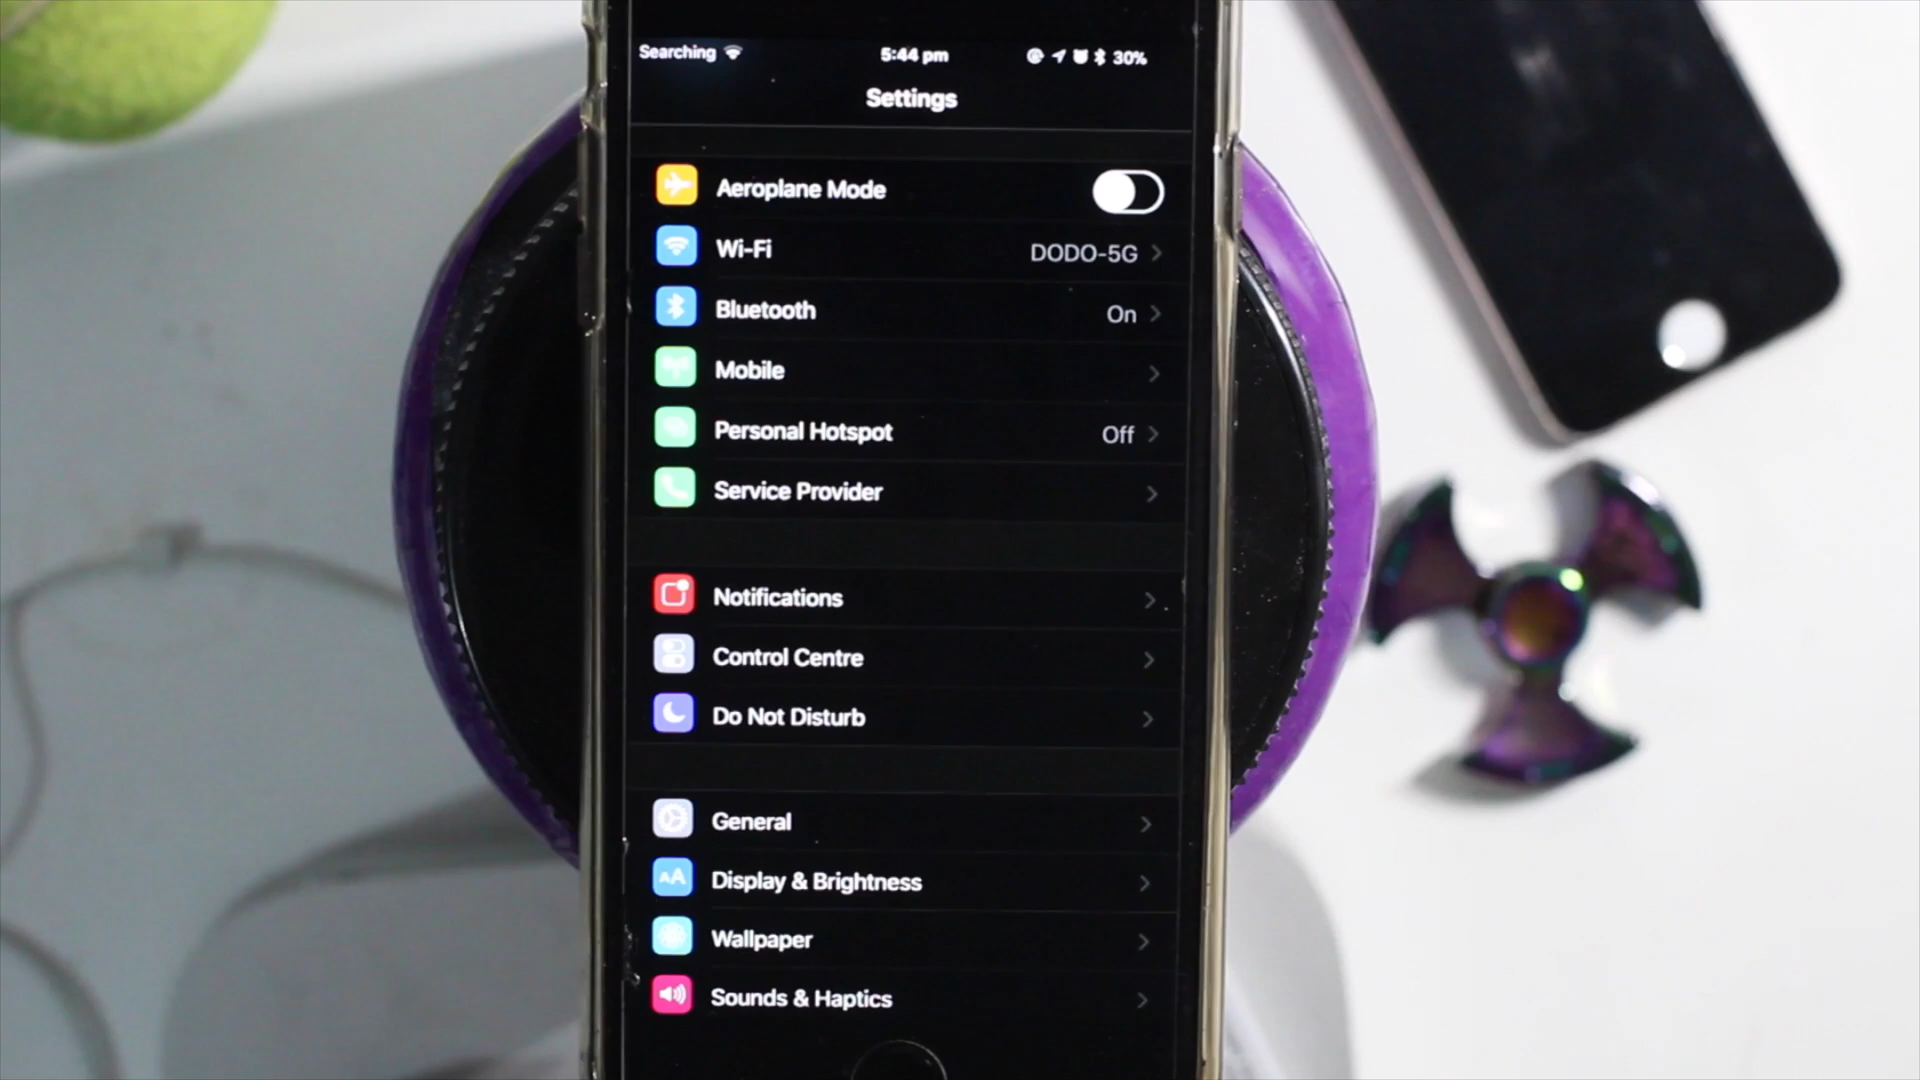 Searching 5:44 pm 30%
Settings
Aeroplane Mode
Wi-Fi DODO-5G
Bluetooth On
Mobile
Personal Hotspot Off
Service Provider
Notifications
Control Centre
Do Not Disturb
General
AA Display & Brightness
Wallpaper
Sounds & Haptics